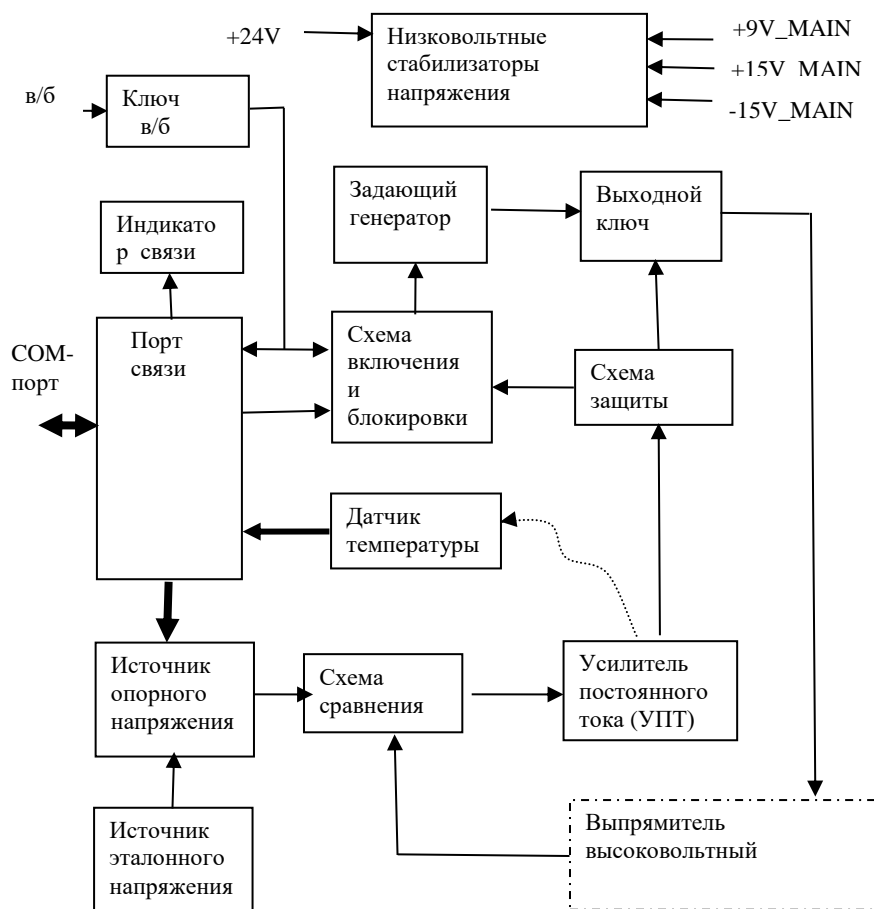 +24V
Низковольтные
стабилизаторы
напряжения
+9V_MAIN
+15V_MAIN
-15V_MAIN
в/б
Ключ
в/б
Задающий
генератор
Выходной
ключ
Индикато
р связи
COM-
порт
Порт
связи
Схема
включения
и
блокировки
Схема
защиты
Датчик
температуры
Источник
опорного
напряжения
Схема
сравнения
Усилитель
постоянного
тока (УПТ)
Источник
эталонного
напряжения
Выпрямитель
высоковольтный